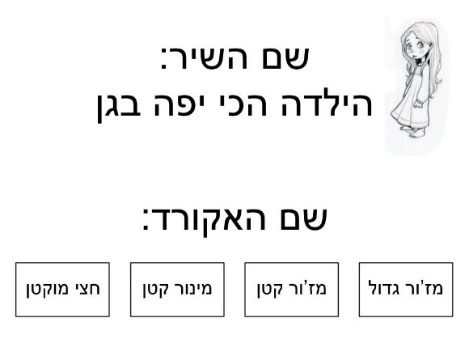 שם השיר:
הילדה הכי יפה בגן
שם האקורד:
מז'ור גדול
מז'ור קטן
מינור קטן
חצי מוקטן